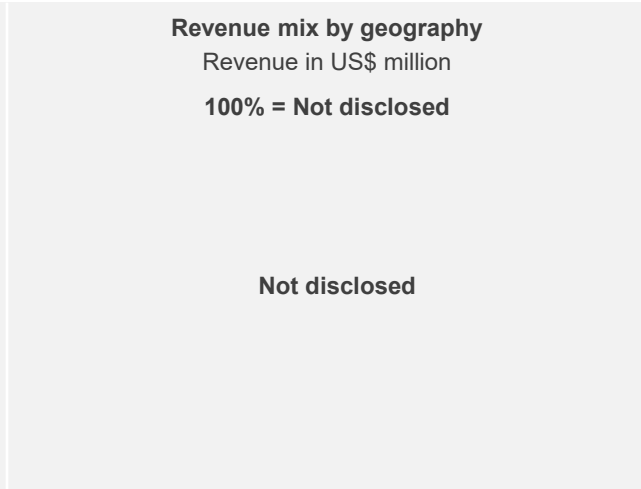 Revenue mix by geography
Revenue in US$ million
100% = Not disclosed
Not disclosed